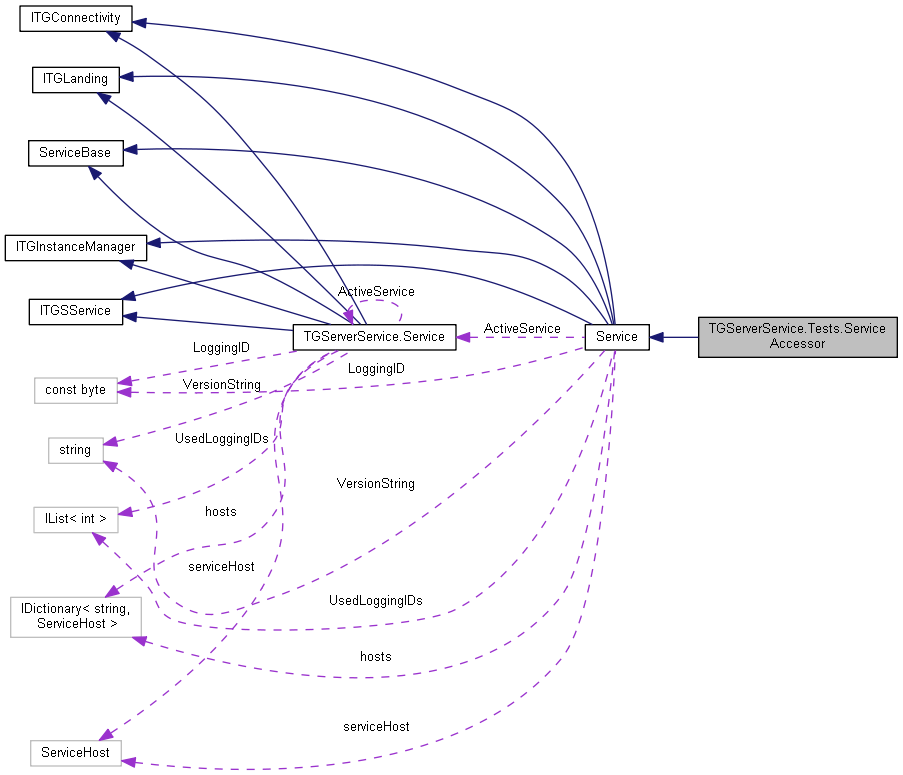 ITGConnectivity
ITGLanding
ServiceBase
ITGInstanceManager
ITGSService
ActiveService
TGServerService.Service
ActiveService
Service
TGServerService.Tests.Service
Accessor
LoggingID
const byte
VersionString
LoggingID
string
UsedLoggingIDs
VersionString
IList< int >
hosts
serviceHost
IDictionary< string,
ServiceHost >
UsedLoggingIDs
hosts
serviceHost
ServiceHost